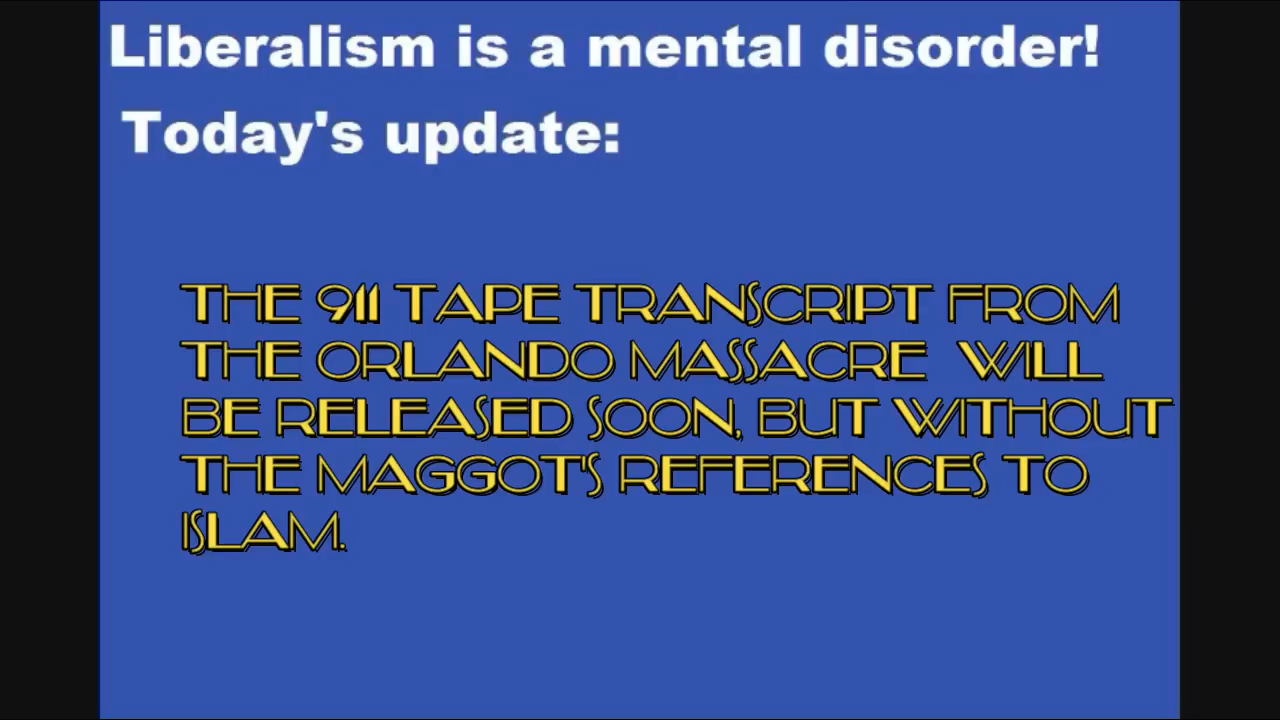 Liberalism is a mental disorder!
Today's update:
THE 911 TAPE TRANSCRIPT FROM
THE ORLANDO MASSACRE WILL
BE RELEASED SOON, BUT WITHOUT
THE MAGGOT'S REFERENCES TO
ISLAM.